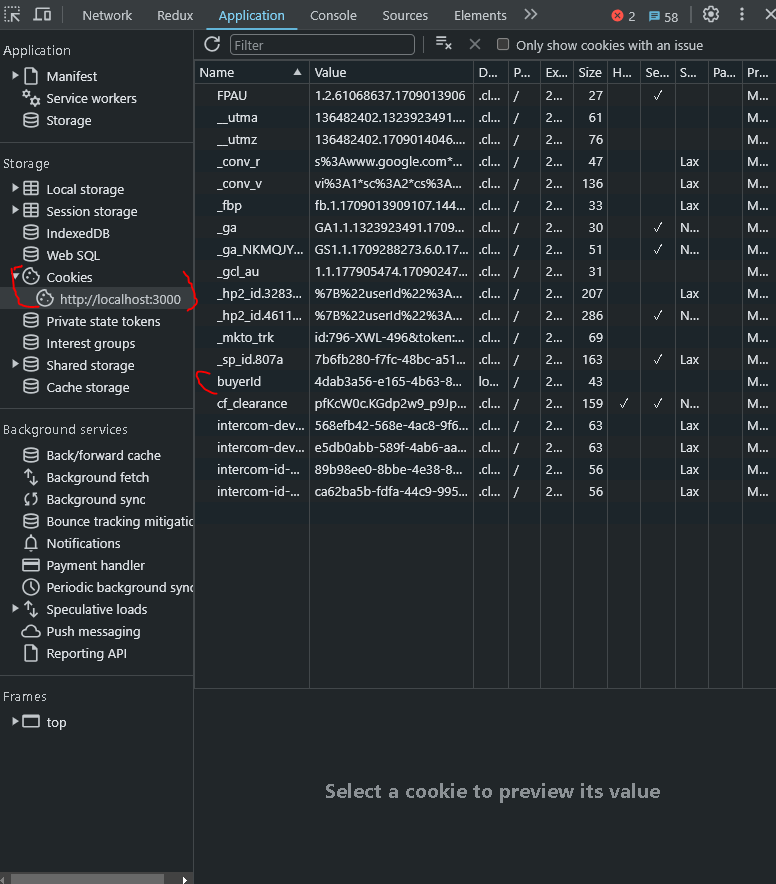 Network Redux Application Console Sources Elements 2 58
Application
Manifest
Service workers
Storage
Storage
Local storage
Session storage
IndexedDB
Web SQL
Cookies
http://localhost:3000
Private state tokens
Interest groups
Shared storage
Cache storage
Background services
Back/forward cache
Background fetch
Background sync
Bounce tracking mitigatic
Notifications
Payment handler
Periodic background sync
Speculative loads
Push messaging
Reporting API
Frames
top
Filter Only show cookies with an issue
Name Value D... P... Ex... Size H... Se... S... Pa... Pr...
FPAU 1.2.61068637.1709013906 .cl... / 2... 27 ✓ M...
__utma 136482402.1323923491.... .cl... / 2... 61 M...
__utmz 136482402.1709014046.... .cl... / 2... 76 M...
_conv_r s%3Awww.google.com*... .cl... / 2... 47 Lax M...
_conv_v vi%3A1*sc%3A2*cs%3A... .cl... / 2... 136 Lax M...
_fbp fb.1.1709013909107.144... .cl... / 2... 33 Lax M...
_ga GA1.1.1323923491.1709... .cl... / 2... 30 ✓ N... M...
_ga_NKMQJY... GS1.1.1709288273.6.0.17... .cl... / 2... 51 ✓ N... M...
_gcl_au 1.1.177905474.17090247... .cl... / 2... 31 M...
_hp2_id.3283... %7B%22userId%22%3A... .cl... / 2... 207 Lax M...
_hp2_id.4611... %7B%22userId%22%3A... .cl... / 2... 286 ✓ N... M...
_mkto_trk id:796-XWL-496&token:... .cl... / 2... 69 M...
_sp_id.807a 7b6fb280-f7fc-48bc-a51... .cl... / 2... 163 ✓ Lax M...
buyerId 4dab3a56-e165-4b63-8... lo... / 2... 43 M...
cf_clearance pfKcW0c.KGdp2w9_p9Jp... .cl... / 2... 159 ✓ ✓ N... M...
intercom-dev... 568efb42-568e-4ac8-9f6... .cl... / 2... 63 Lax M...
intercom-dev... e5db0abb-589f-4ab6-aa... .cl... / 2... 63 Lax M...
intercom-id-... 89b98ee0-8bbe-4e38-8... .cl... / 2... 56 Lax M...
intercom-id-... ca62ba5b-fdfa-44c9-995... .cl... / 2... 56 Lax M...
Select a cookie to preview its value